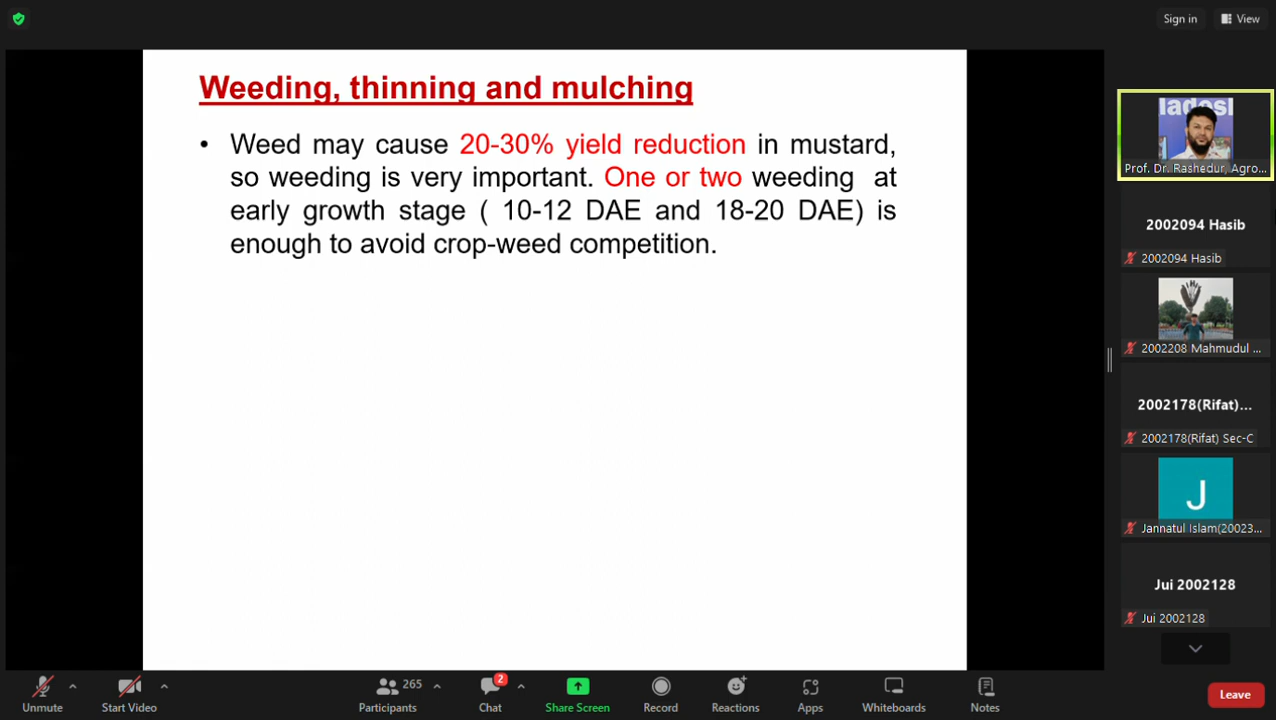 Sign in
View
Weeding, thinning and mulching
• Weed may cause 20-30% yield reduction in mustard,
so weeding is very important. One or two weeding at
early growth stage ( 10-12 DAE and 18-20 DAE) is
enough to avoid crop-weed competition.
ladesl
Prof. Dr. Rashedur, Agro...
2002094 Hasib
2002094 Hasib
2002208 Mahmudul ...
2002178(Rifat)...
2002178(Rifat) Sec-C
J
Jannatul Islam(20023...
Jui 2002128
Jui 2002128
Unmute
Start Video
265
Participants
2
Chat
Share Screen
Record
Reactions
Apps
Whiteboards
Notes
Leave